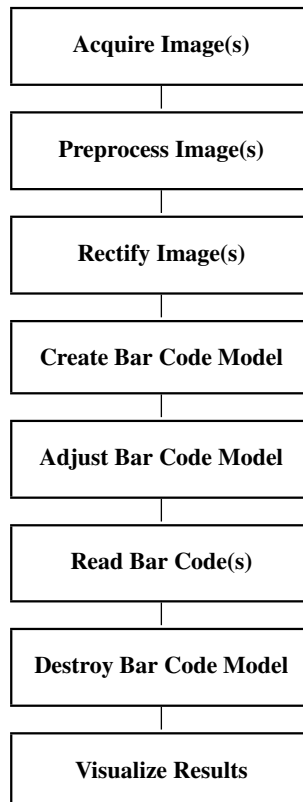 Acquire Image(s)
Preprocess Image(s)
Rectify Image(s)
Create Bar Code Model
Adjust Bar Code Model
Read Bar Code(s)
Destroy Bar Code Model
Visualize Results